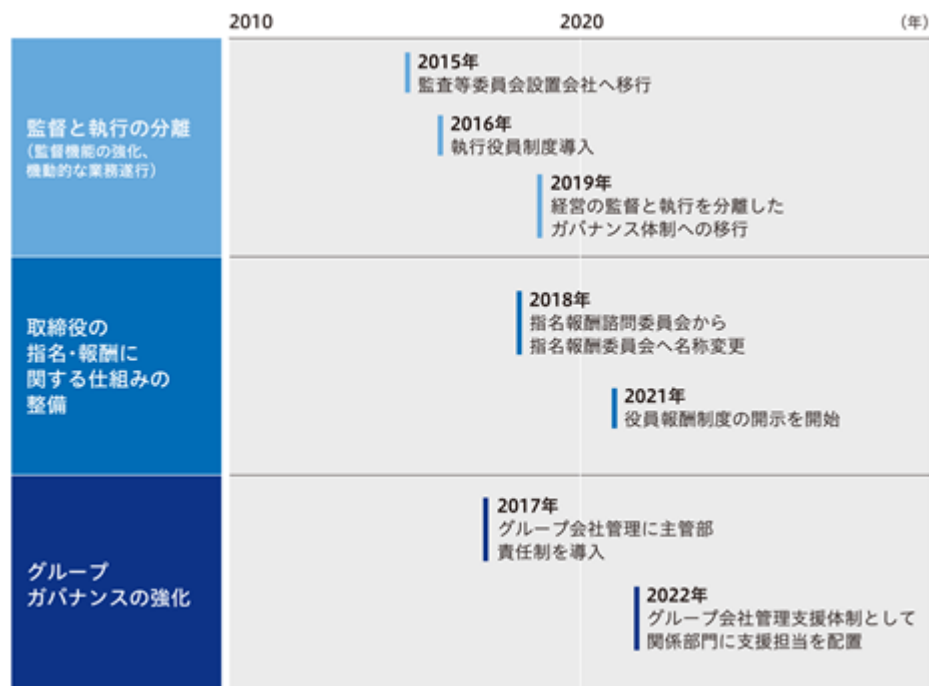 2010
2020
(年)
監督と執行の分離
(監督機能の強化、
機動的な業務遂行)
2015年
監査等委員会設置会社へ移行
2016年
執行役員制度導入
2019年
経営の監督と執行を分離した
ガバナンス体制への移行
取締役の
指名・報酬に
関する仕組みの
整備
2018年
指名報酬諮問委員会から
指名報酬委員会へ名称変更
2021年
役員報酬制度の開示を開始
グループ
ガバナンスの強化
2017年
グループ会社管理に主管部
責任制を導入
2022年
グループ会社管理支援体制として
関係部門に支援担当を配置